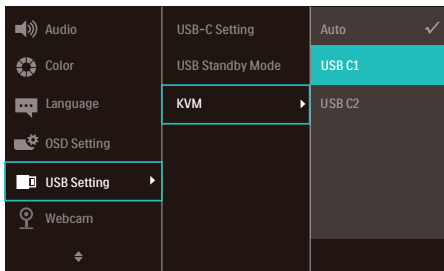 Audio
Color
Language
OSD Setting
USB Setting
Webcam
USB-C Setting
USB Standby Mode
KVM
Auto
USB C1
USB C2